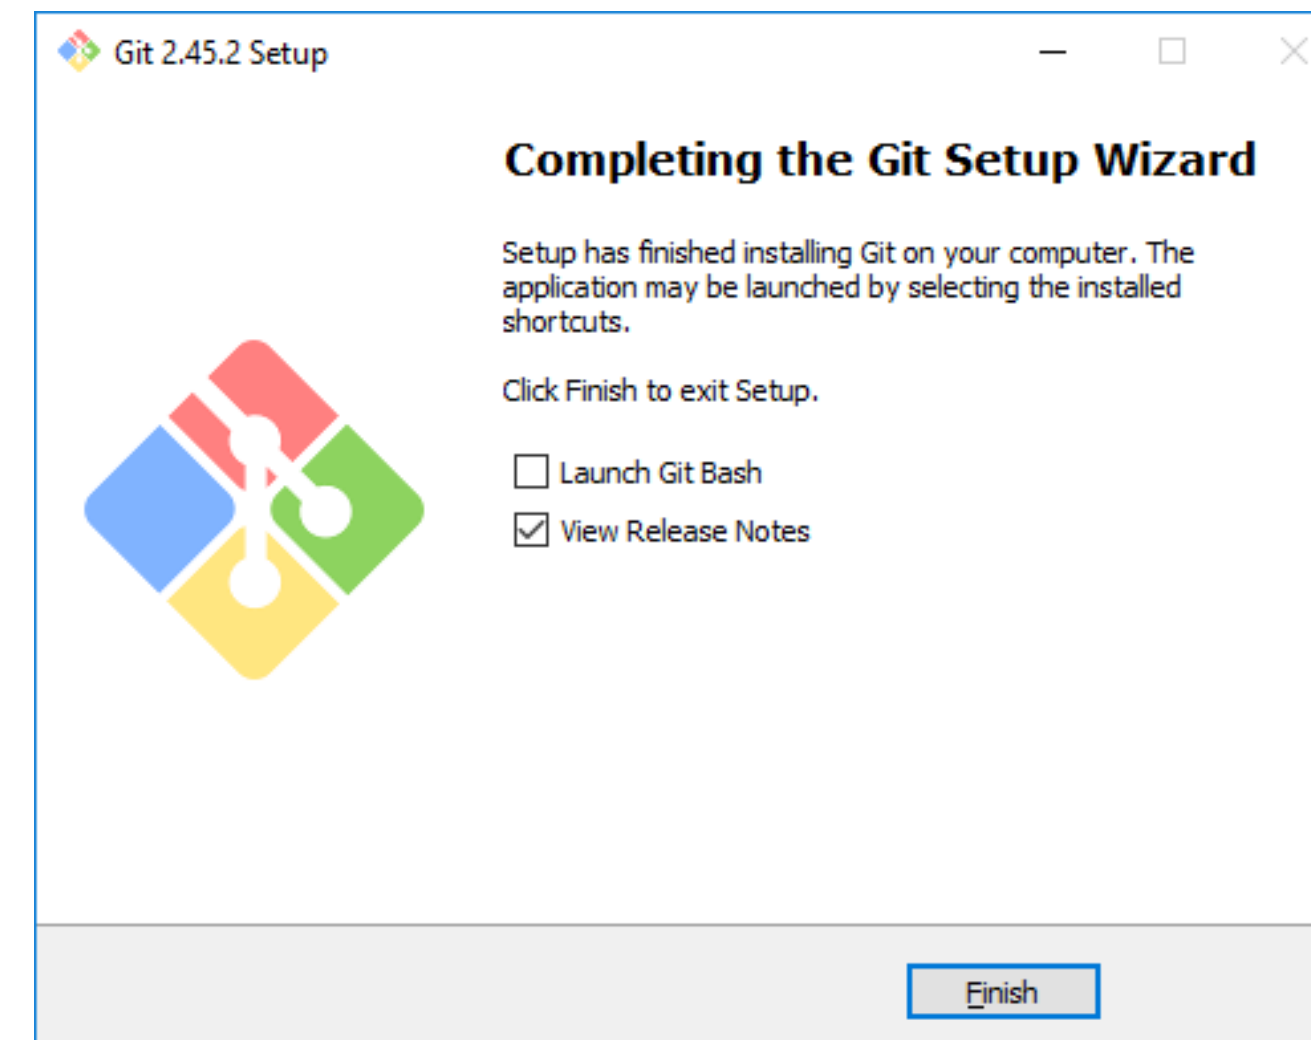 Git 2.45.2 Setup
Completing the Git Setup Wizard
Setup has finished installing Git on your computer. The
application may be launched by selecting the installed
shortcuts.
Click Finish to exit Setup.
Launch Git Bash
View Release Notes
Finish